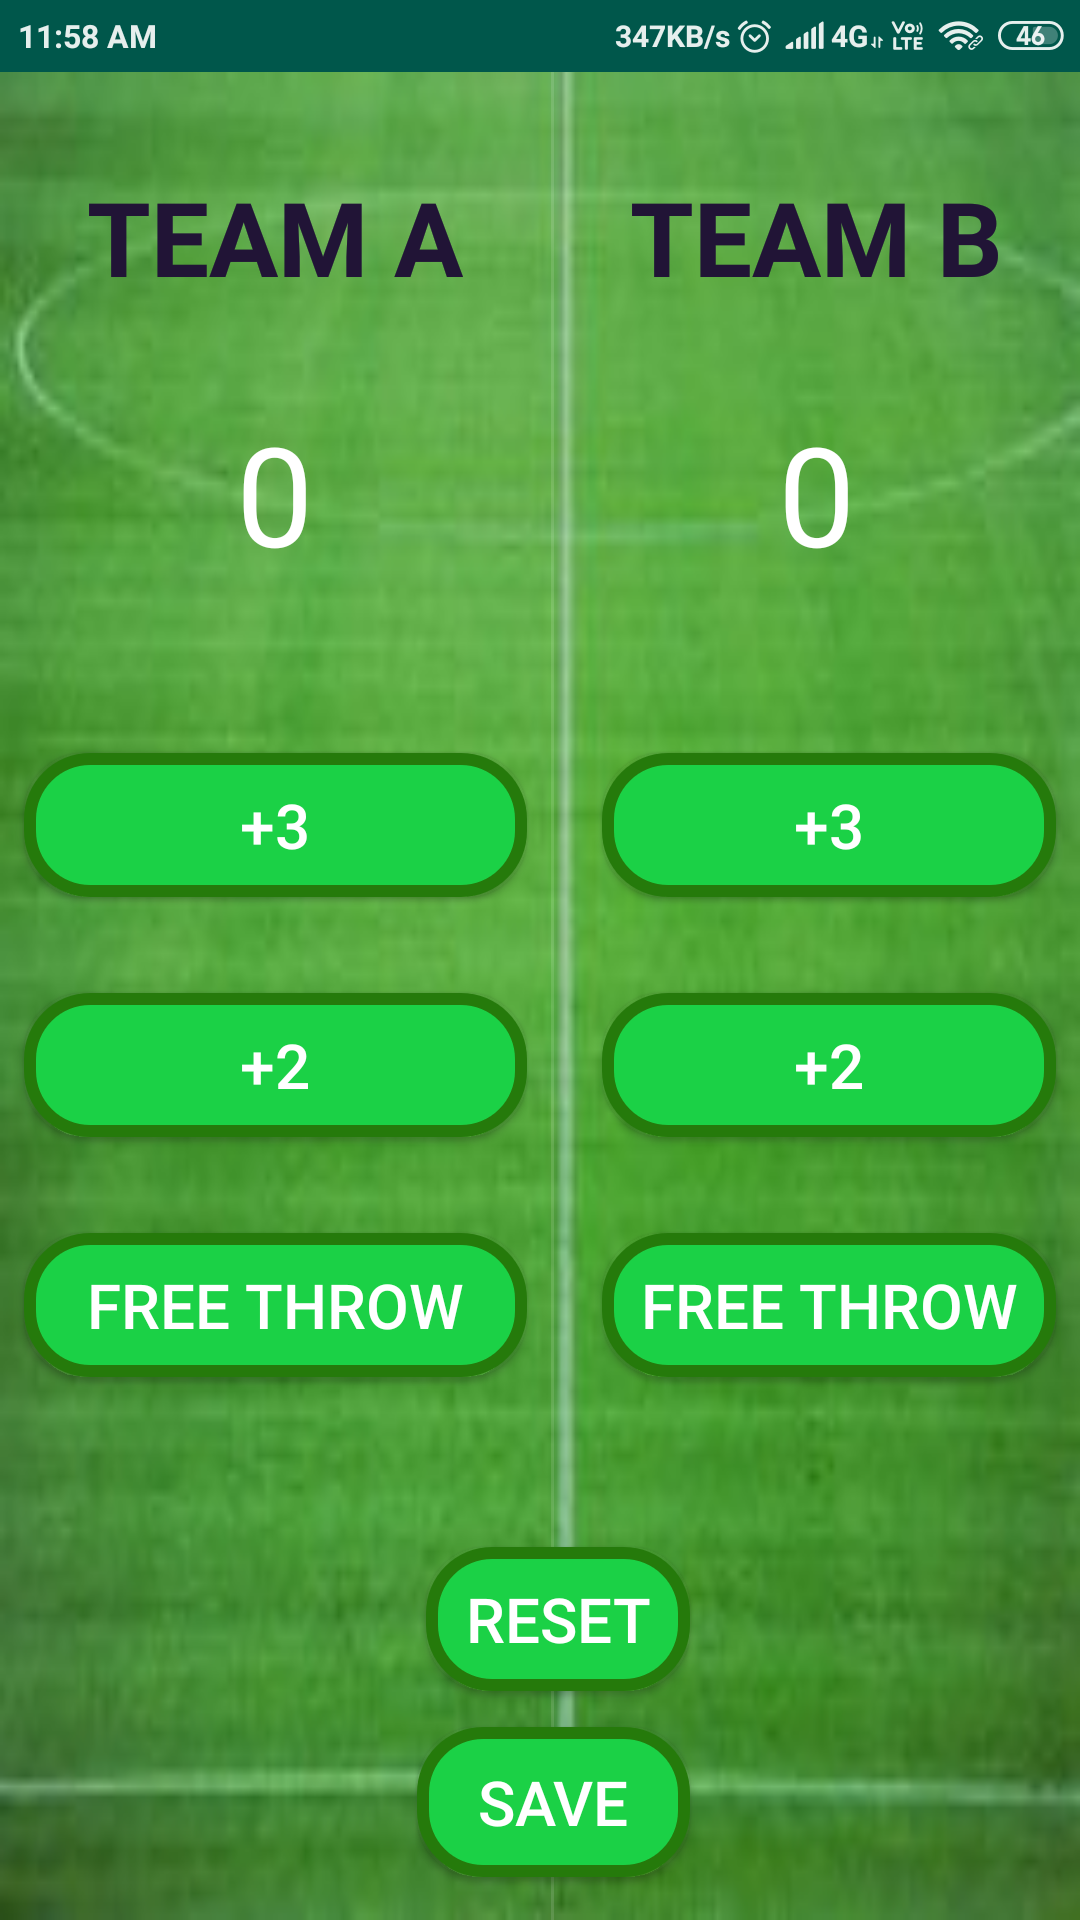 11:58 AM 347KB/s 4G Vo LTE 46
TEAM A TEAM B
0 0
+3 +3
+2 +2
FREE THROW FREE THROW
RESET
SAVE